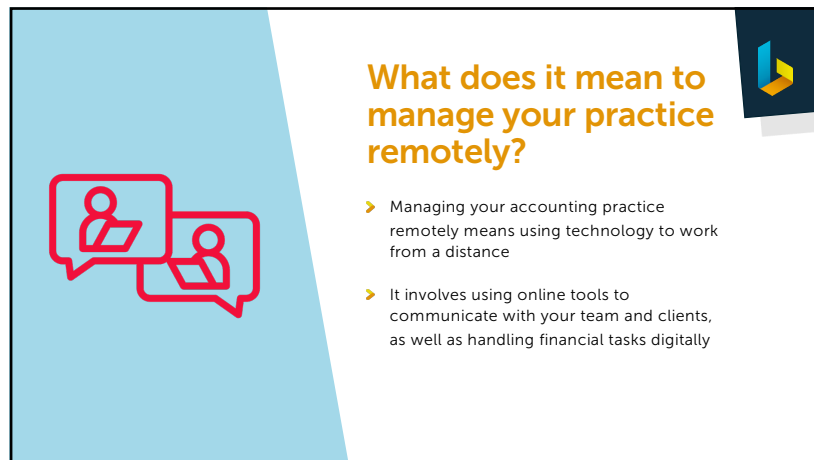 What does it mean to
manage your practice
remotely?
Managing your accounting practice
remotely means using technology to work
from a distance
It involves using online tools to
communicate with your team and clients,
as well as handling financial tasks digitally